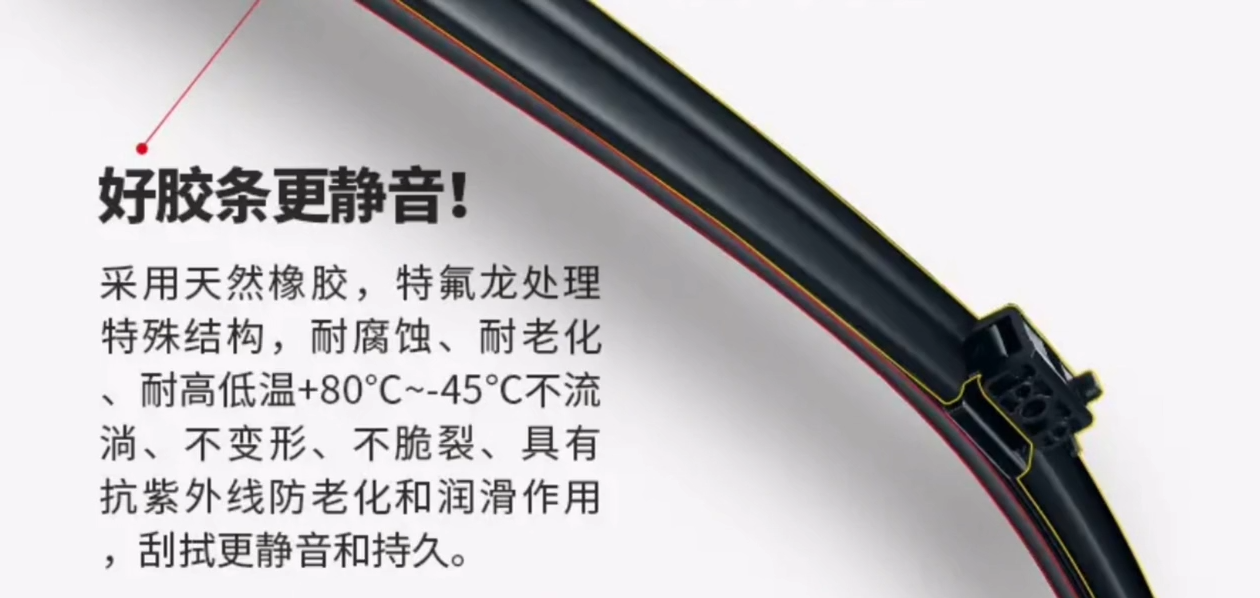 好胶条更静音!
采用天然橡胶，特氟龙处理
特殊结构，耐腐蚀、耐老化
、耐高低温+80℃~-45℃不流
淌、不变形、不脆裂、具有
抗紫外线防老化和润滑作用
，刮拭更静音和持久。